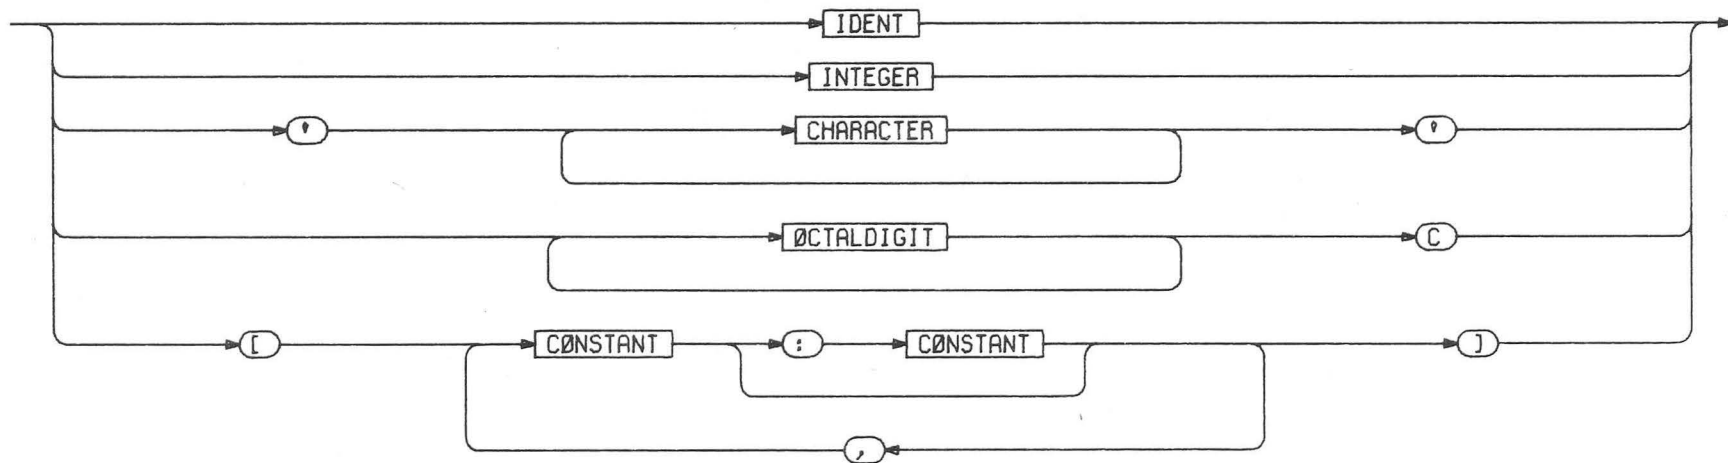 IDENT
INTEGER
' CHARACTER '
ØCTALDIGIT C
[ CØNSTANT : CØNSTANT ]
,